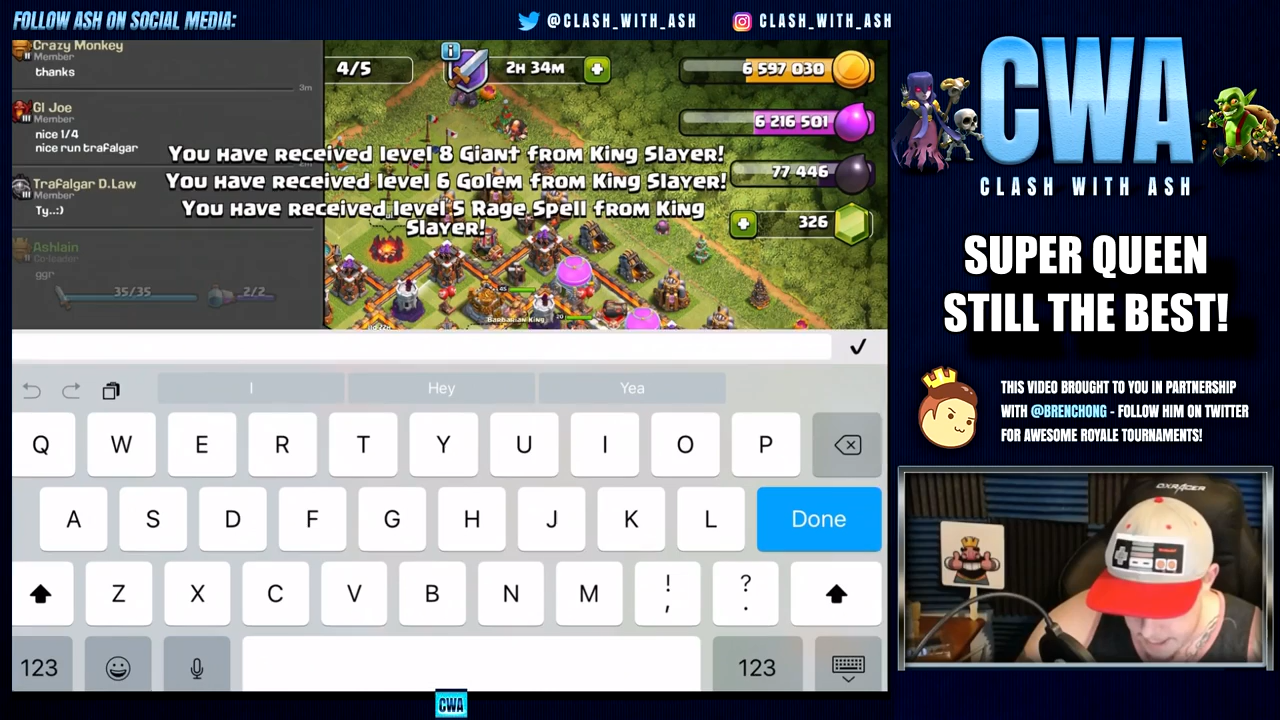 FOLLOW ASH ON SOCIAL MEDIA:
@CLASH_WITH_ASH
CLASH_WITH_ASH
Crazy Monkey
Member
thanks
3m
GI Joe
Member
nice 1/4
nice run trafalgar
Trafalgar D.Law
Member
Ty..:)
Ashlain
Co-leader
ggr
35/35
2/2
4/5
2H 34M
6 597 030
6 216 501
77 446
326
You have received level 8 Giant from King Slayer!
You have received level 6 Golem from King Slayer!
You have received level 5 Rage Spell from King
Slayer!
Barbarian King
I
Hey
Yea
Q W E R T Y U I O P
A S D F G H J K L Done
Z X C V B N M ! , ? .
123
123
CWA
CWA
CLASH WITH ASH
SUPER QUEEN
STILL THE BEST!
THIS VIDEO BROUGHT TO YOU IN PARTNERSHIP
WITH @BRENCHONG - FOLLOW HIM ON TWITTER
FOR AWESOME ROYALE TOURNAMENTS!
DXRACER